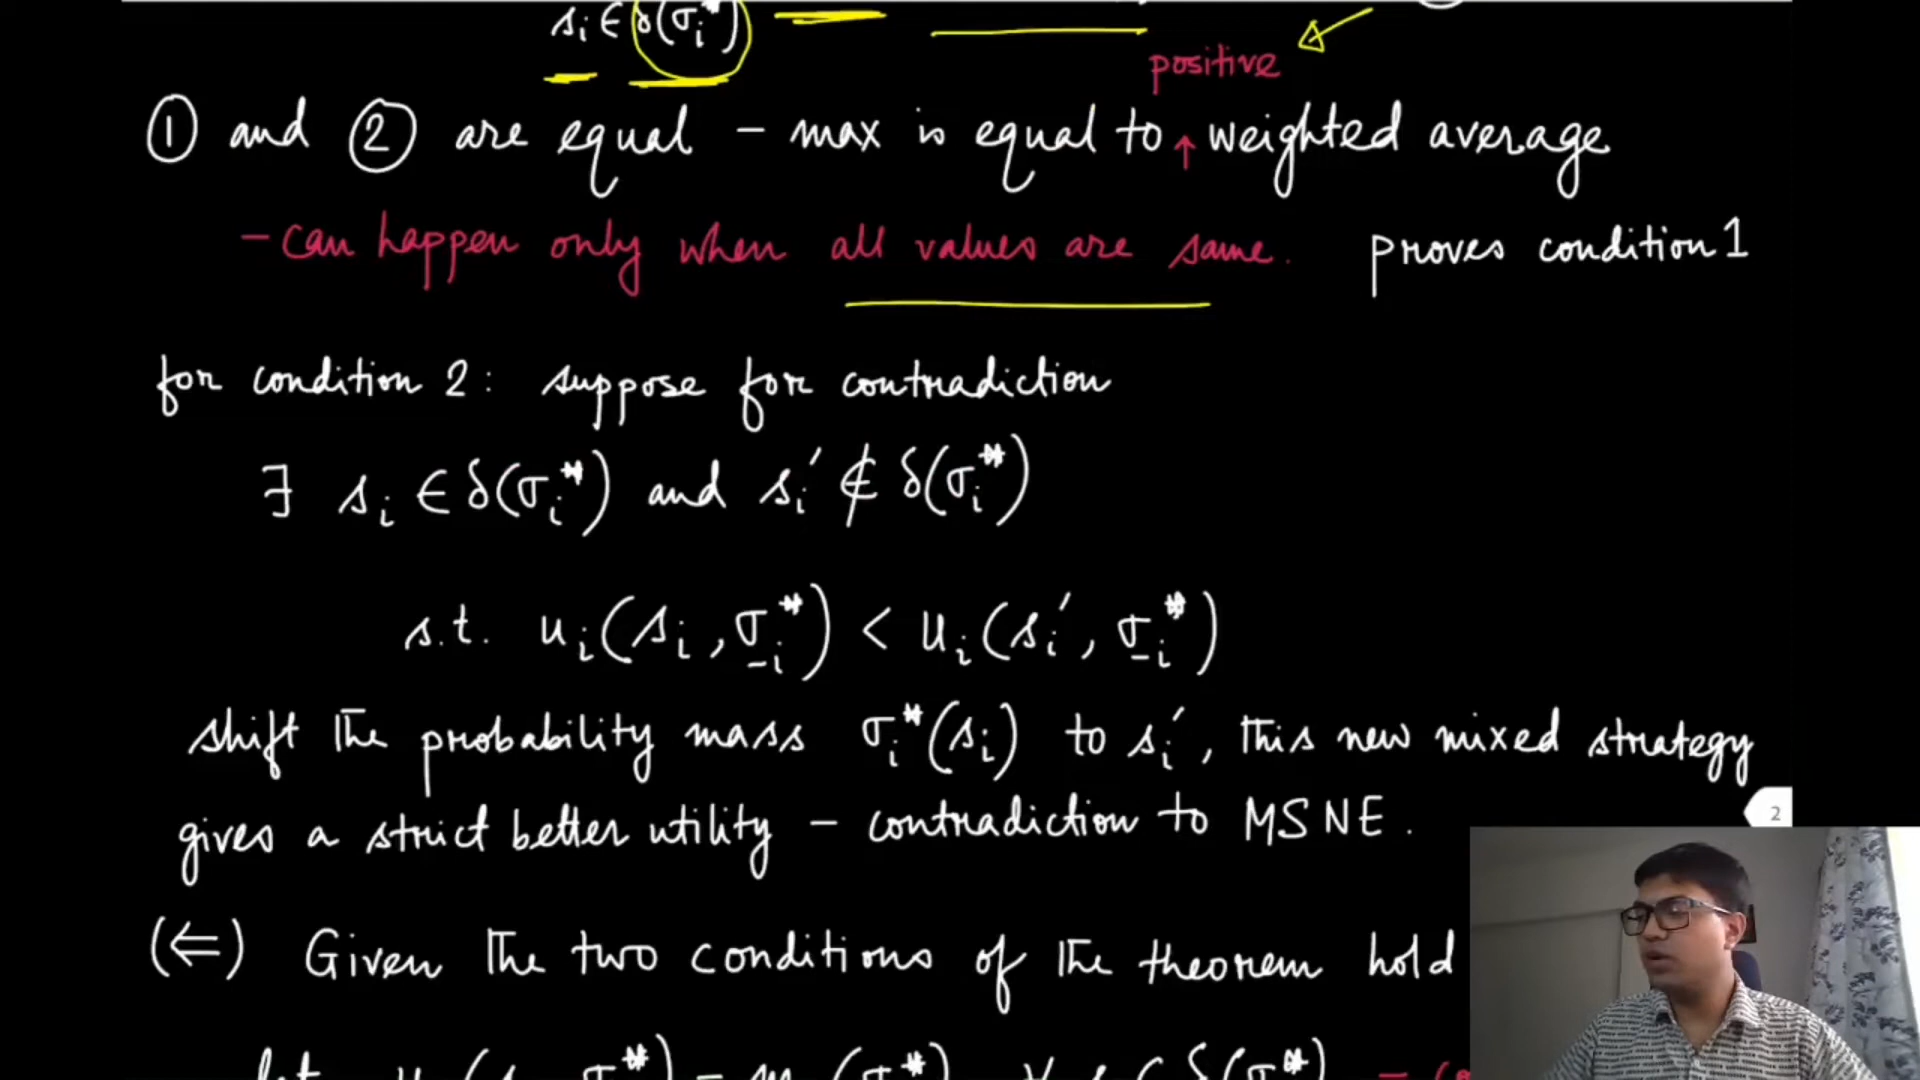 sᵢ ∈ δ(σᵢ*)
positive
① and ② are equal – max is equal to ↑ weighted average
– can happen only when all values are same. proves condition 1
for condition 2: suppose for contradiction
∃ sᵢ ∈ δ(σᵢ*) and sᵢ′ ∉ δ(σᵢ*)
s.t. uᵢ(sᵢ, σ₋ᵢ*) < uᵢ(sᵢ′, σ₋ᵢ*)
shift the probability mass σᵢ*(sᵢ) to sᵢ′, this new mixed strategy
gives a strict better utility – contradiction to MSNE.
2
(⇐) Given the two conditions of the theorem hold